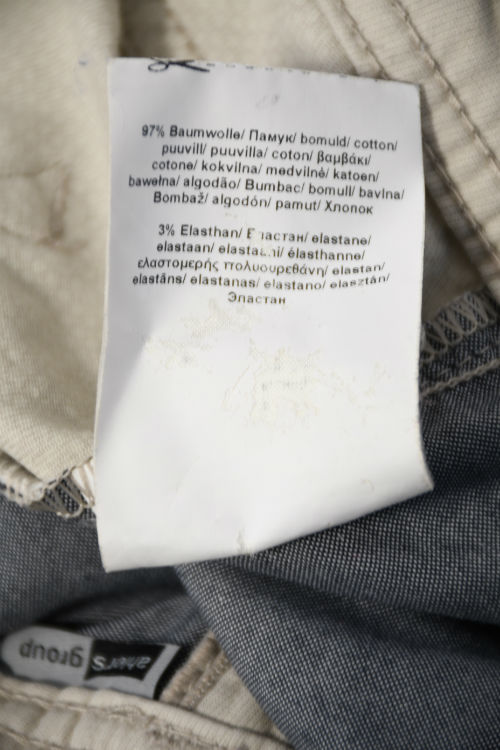 97% Baumwolle/ Памук/ bomuld/ cotton/
puuvill/ puuvilla/ coton/ βαμβάκι/
cotone/ kokvilna/ medvilnė/ katoen/
bawełna/ algodão/ Bumbac/ bomull/ bavlna/
Bombaž/ algodón/ pamut/ Хлопок
3% Elasthan/ Еластан/ elastane/
elastaan/ elastaani/ élasthanne/
ελαστομερής πολυουρεθάνη/ elastan/
elastāns/ elastanas/ elastano/ elasztán/
Эластан
group